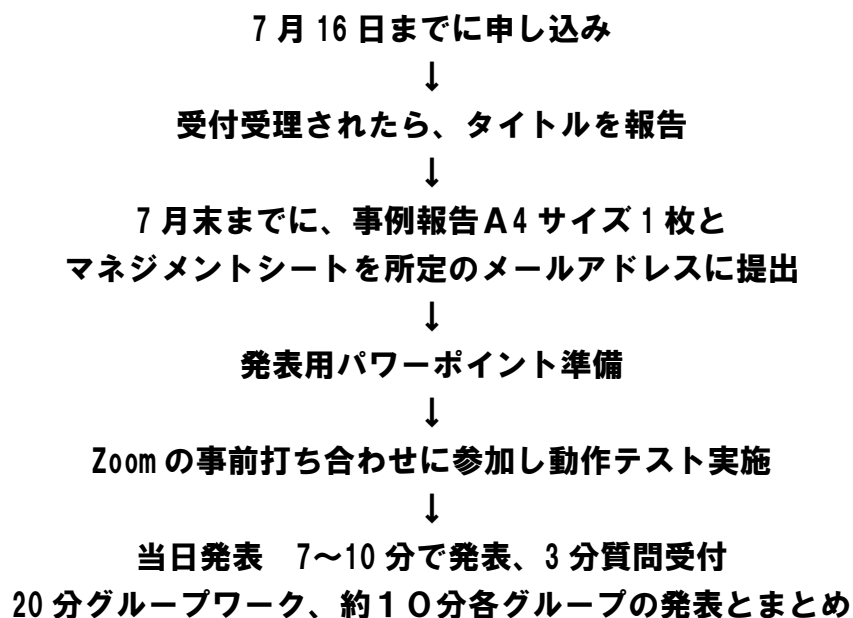 7月16日までに申し込み
↓
受付受理されたら、タイトルを報告
↓
7月末までに、事例報告Ａ4サイズ1枚と
マネジメントシートを所定のメールアドレスに提出
↓
発表用パワーポイント準備
↓
Zoomの事前打ち合わせに参加し動作テスト実施
↓
当日発表　7～10分で発表、3分質問受付
20分グループワーク、約１０分各グループの発表とまとめ